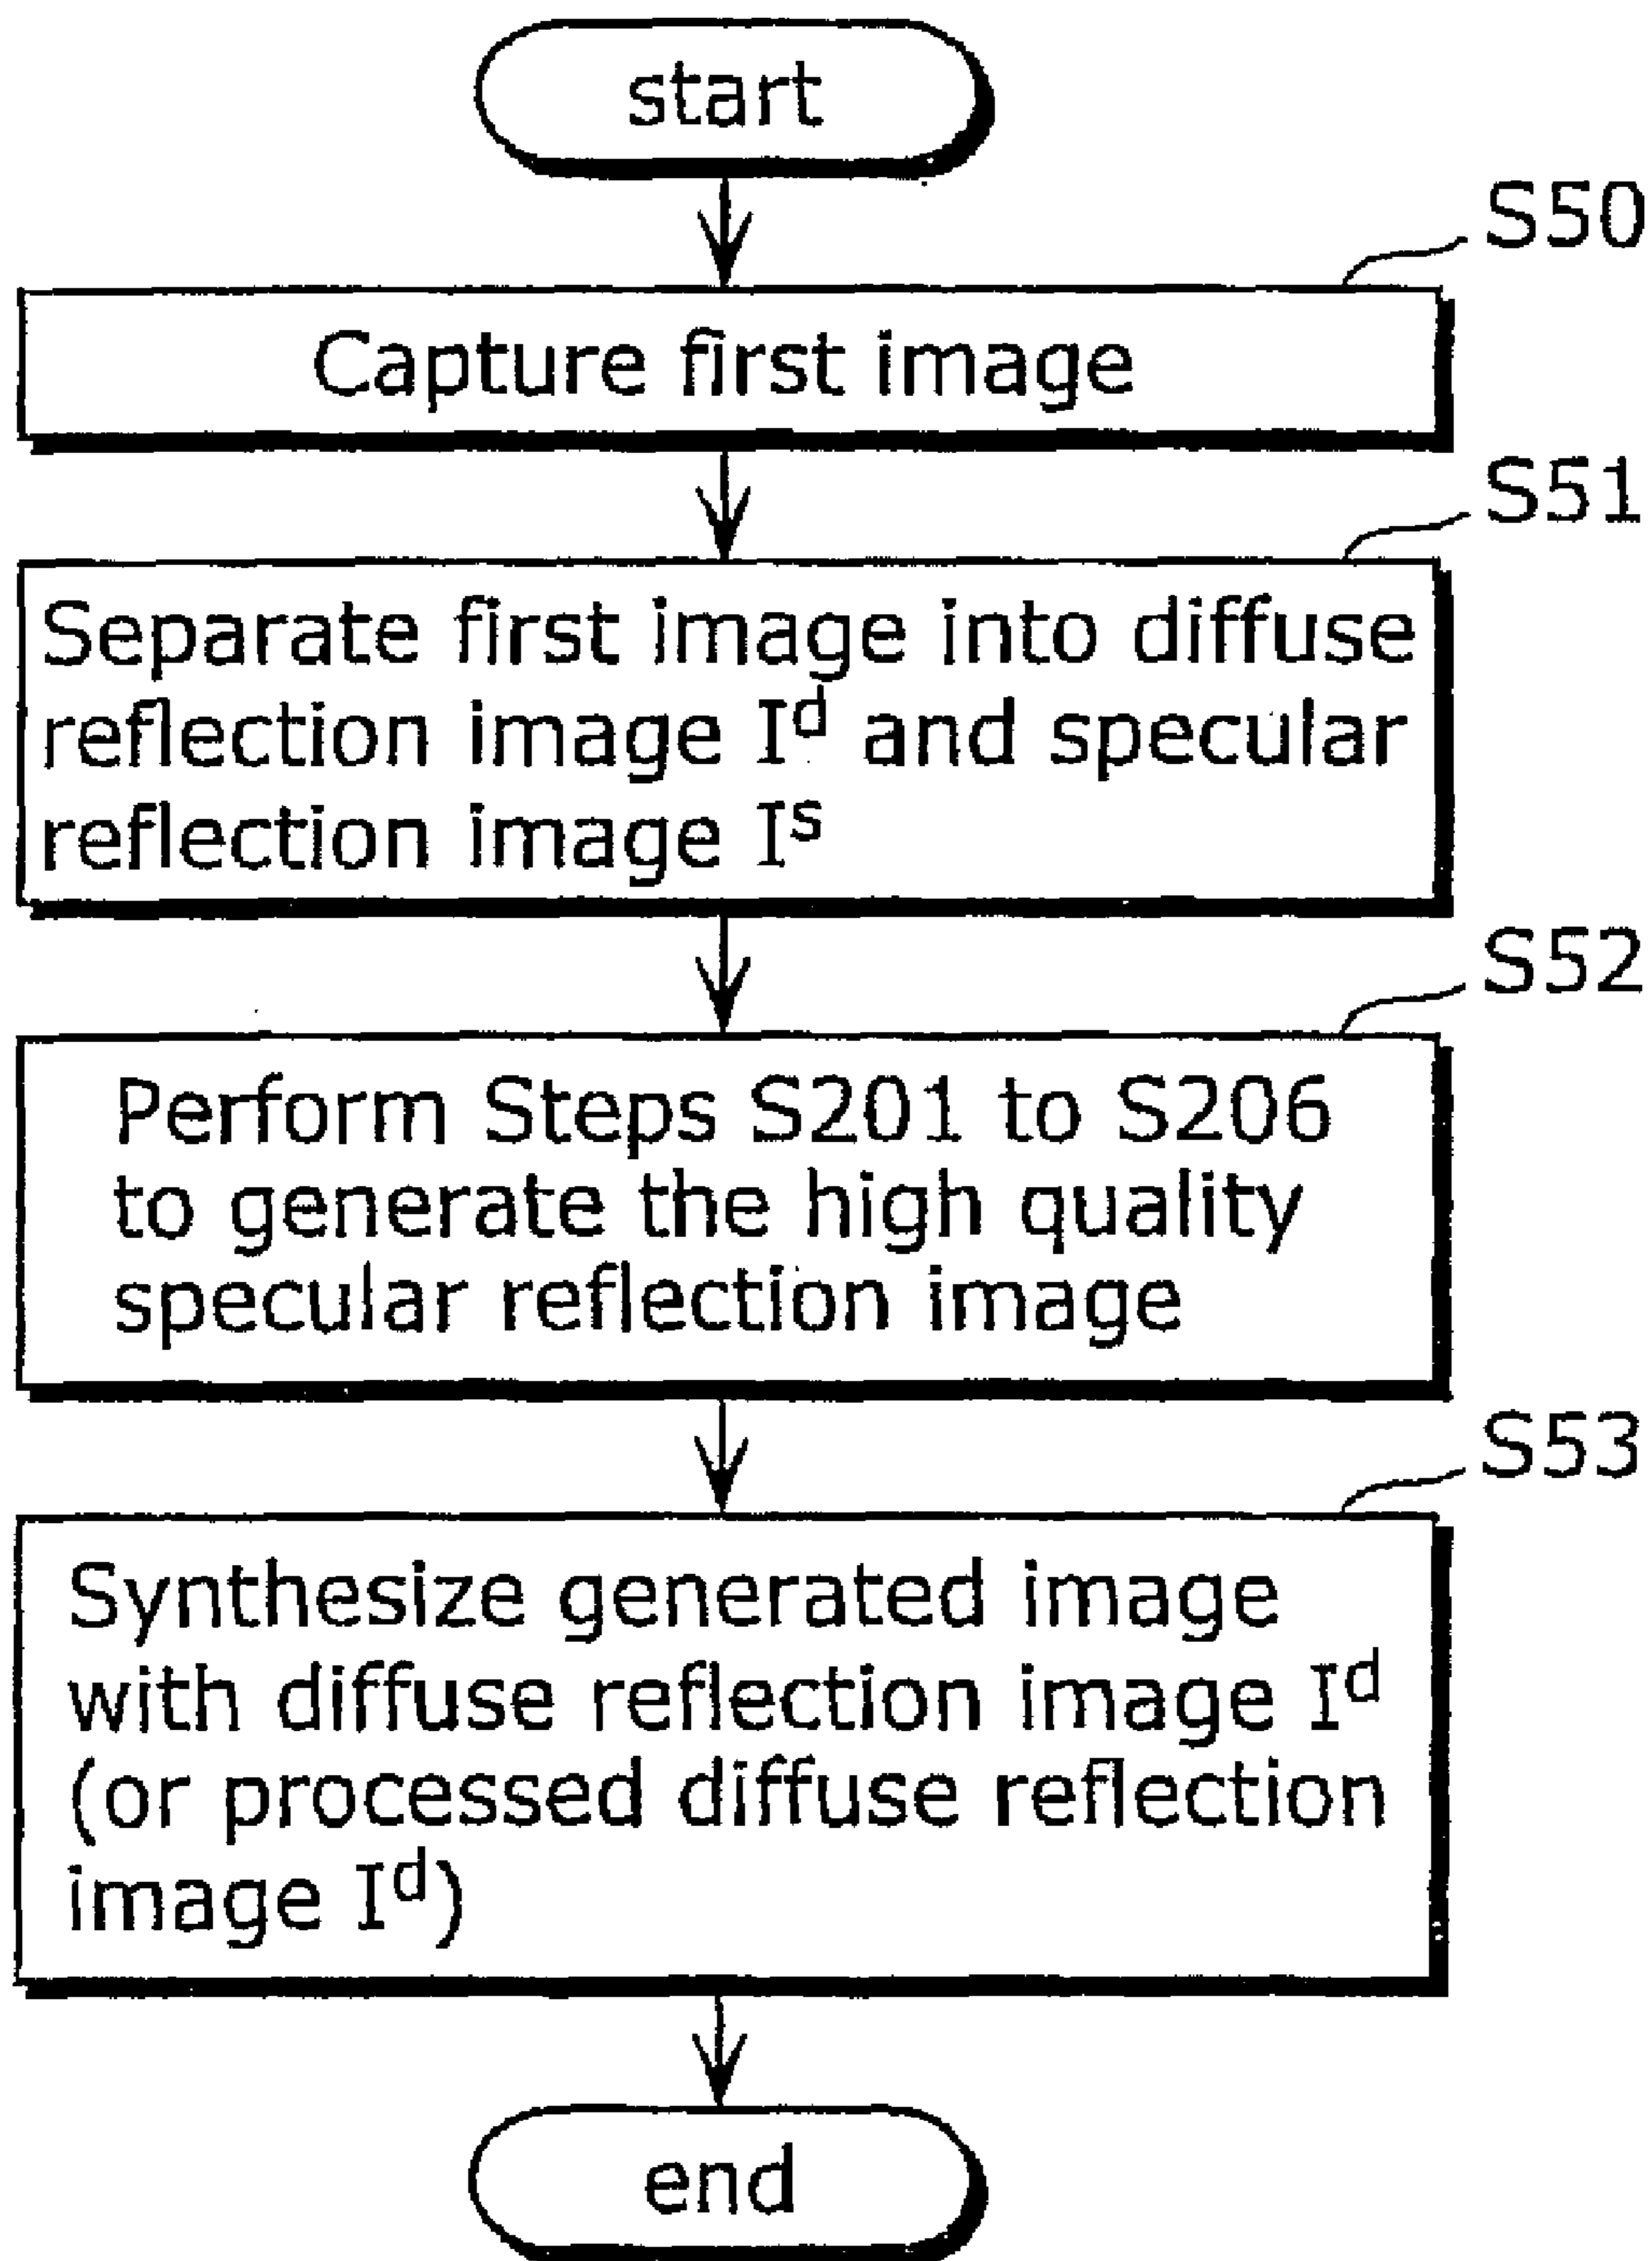 start
S50
Capture first image
S51
Separate first image into diffuse
reflection image I^d and specular
reflection image I^s
S52
Perform Steps S201 to S206
to generate the high quality
specular reflection image
S53
Synthesize generated image
with diffuse reflection image I^d
(or processed diffuse reflection
image I^d)
end